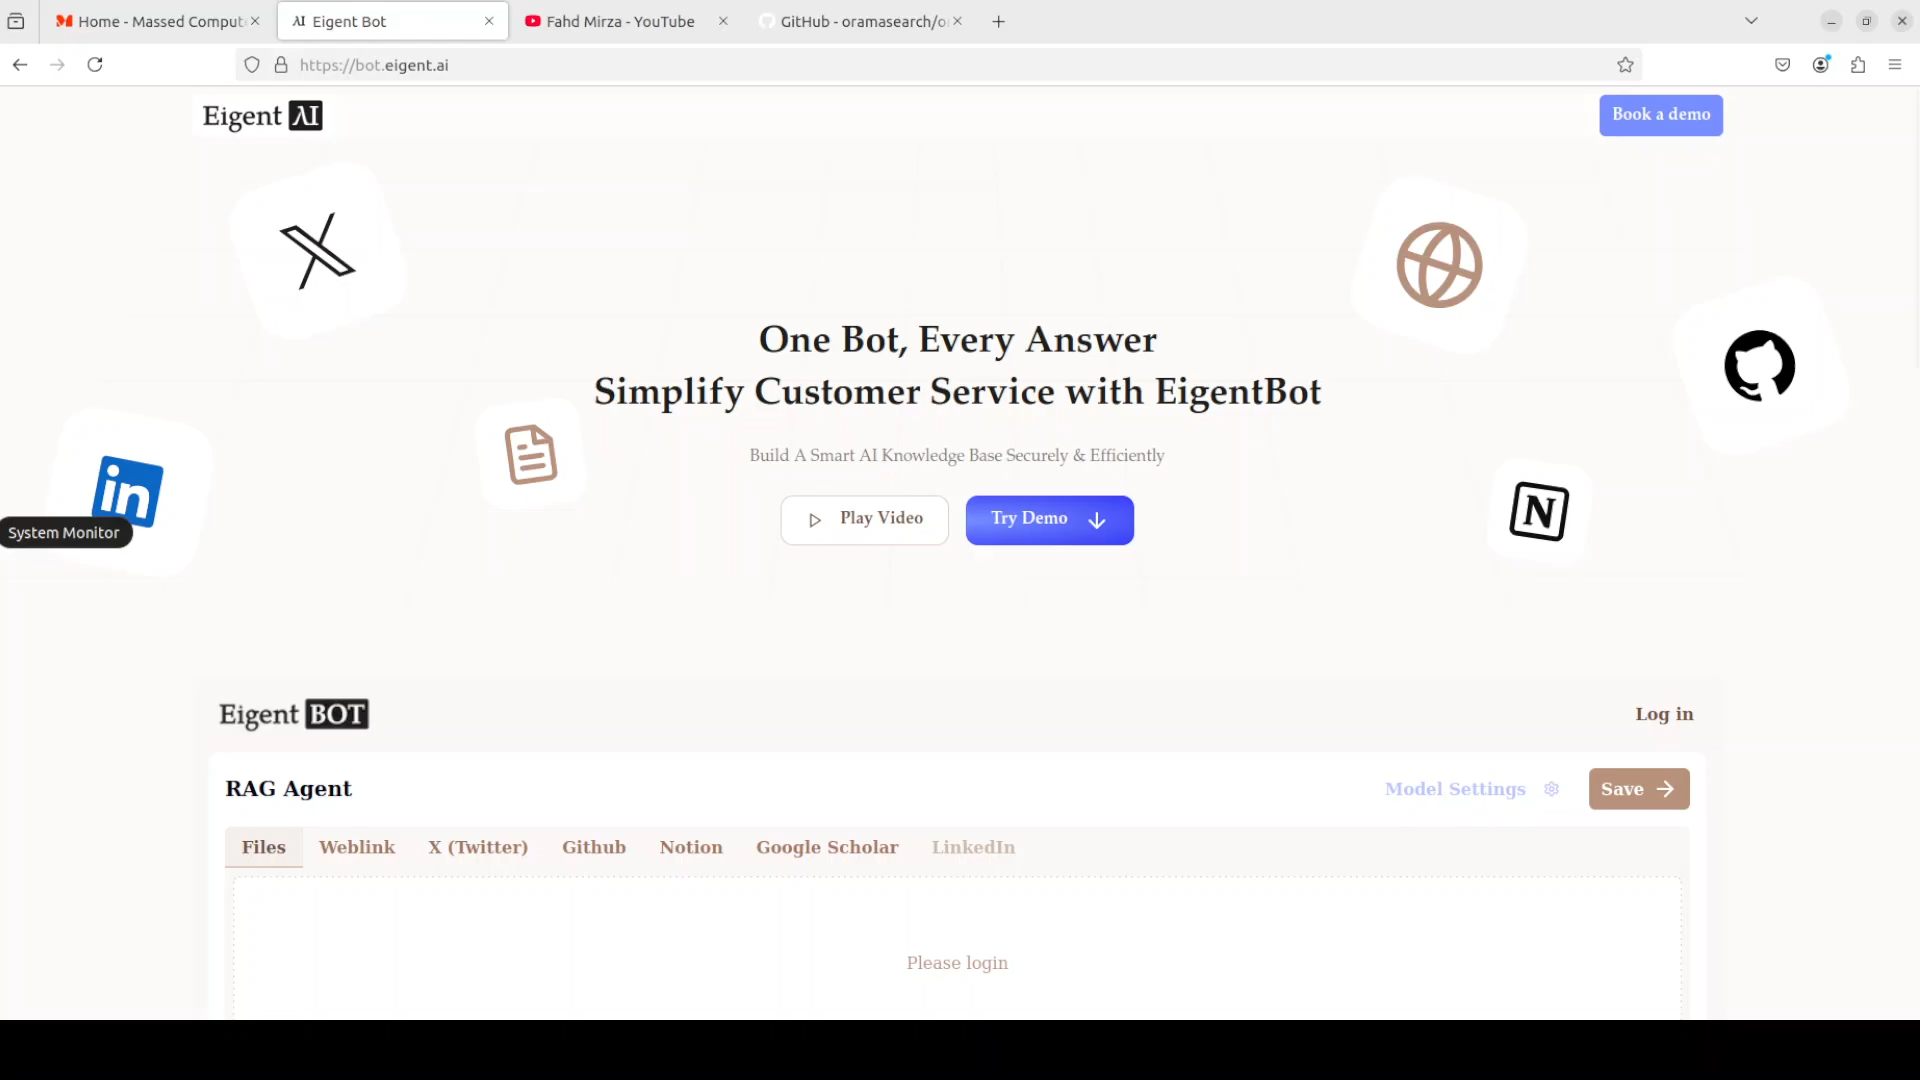 Home - Massed Comput
Eigent Bot
Fahd Mirza - YouTube
GitHub - oramasearch/o
https://bot.eigent.ai
Eigent AI
Book a demo
One Bot, Every Answer
Simplify Customer Service with EigentBot
in
N
System Monitor
Build A Smart AI Knowledge Base Securely & Efficiently
Play Video
Try Demo
Eigent BOT
Log in
RAG Agent
Model Settings
Save
Files
Weblink
X (Twitter)
Github
Notion
Google Scholar
LinkedIn
Please login